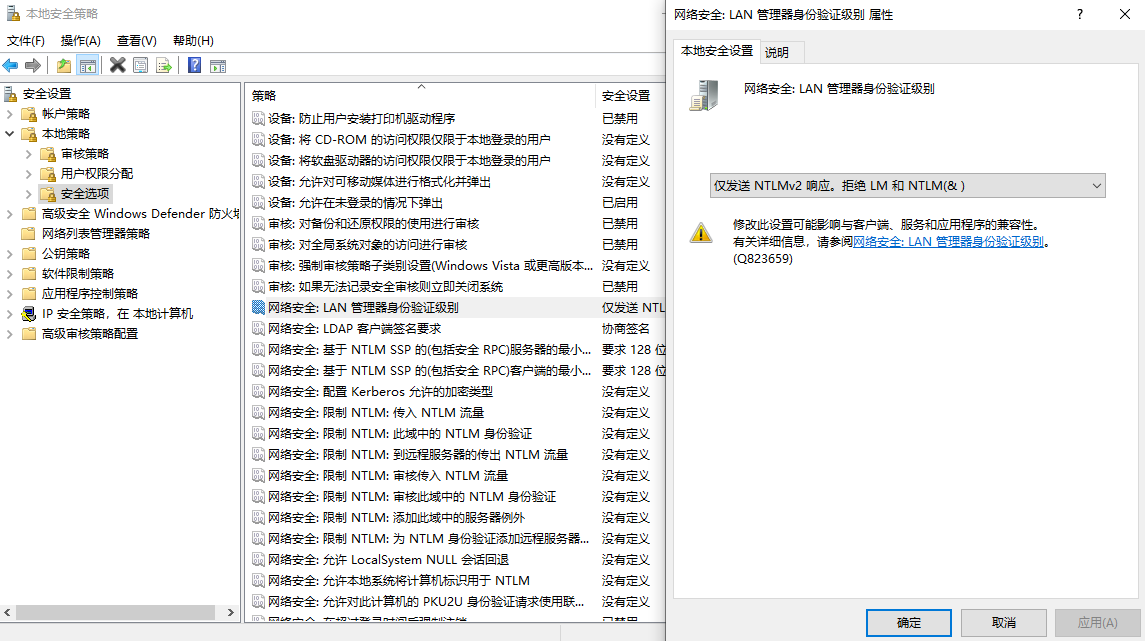 本地安全策略
文件(F) 操作(A) 查看(V) 帮助(H)
安全设置
帐户策略
本地策略
审核策略
用户权限分配
安全选项
高级安全 Windows Defender 防火墙
网络列表管理器策略
公钥策略
软件限制策略
应用程序控制策略
IP 安全策略，在 本地计算机
高级审核策略配置
策略 安全设置
设备: 防止用户安装打印机驱动程序 已禁用
设备: 将 CD-ROM 的访问权限仅限于本地登录的用户 没有定义
设备: 将软盘驱动器的访问权限仅限于本地登录的用户 没有定义
设备: 允许对可移动媒体进行格式化并弹出 没有定义
设备: 允许在未登录的情况下弹出 已启用
审核: 对备份和还原权限的使用进行审核 已禁用
审核: 对全局系统对象的访问进行审核 已禁用
审核: 强制审核策略子类别设置(Windows Vista 或更高版本... 没有定义
审核: 如果无法记录安全审核则立即关闭系统 已禁用
网络安全: LAN 管理器身份验证级别 仅发送 NTL
网络安全: LDAP 客户端签名要求 协商签名
网络安全: 基于 NTLM SSP 的(包括安全 RPC)服务器的最小... 要求 128 位
网络安全: 基于 NTLM SSP 的(包括安全 RPC)客户端的最小... 要求 128 位
网络安全: 配置 Kerberos 允许的加密类型 没有定义
网络安全: 限制 NTLM: 传入 NTLM 流量 没有定义
网络安全: 限制 NTLM: 此域中的 NTLM 身份验证 没有定义
网络安全: 限制 NTLM: 到远程服务器的传出 NTLM 流量 没有定义
网络安全: 限制 NTLM: 审核传入 NTLM 流量 没有定义
网络安全: 限制 NTLM: 审核此域中的 NTLM 身份验证 没有定义
网络安全: 限制 NTLM: 添加此域中的服务器例外 没有定义
网络安全: 限制 NTLM: 为 NTLM 身份验证添加远程服务器... 没有定义
网络安全: 允许 LocalSystem NULL 会话回退 没有定义
网络安全: 允许本地系统将计算机标识用于 NTLM 没有定义
网络安全: 允许对此计算机的 PKU2U 身份验证请求使用联... 没有定义
网络安全: 在超过登录时间后强制注销 已禁用
网络安全: LAN 管理器身份验证级别 属性
本地安全设置 说明
网络安全: LAN 管理器身份验证级别
仅发送 NTLMv2 响应。拒绝 LM 和 NTLM(& )
修改此设置可能影响与客户端、服务和应用程序的兼容性。
有关详细信息，请参阅网络安全: LAN 管理器身份验证级别。
(Q823659)
确定 取消 应用(A)